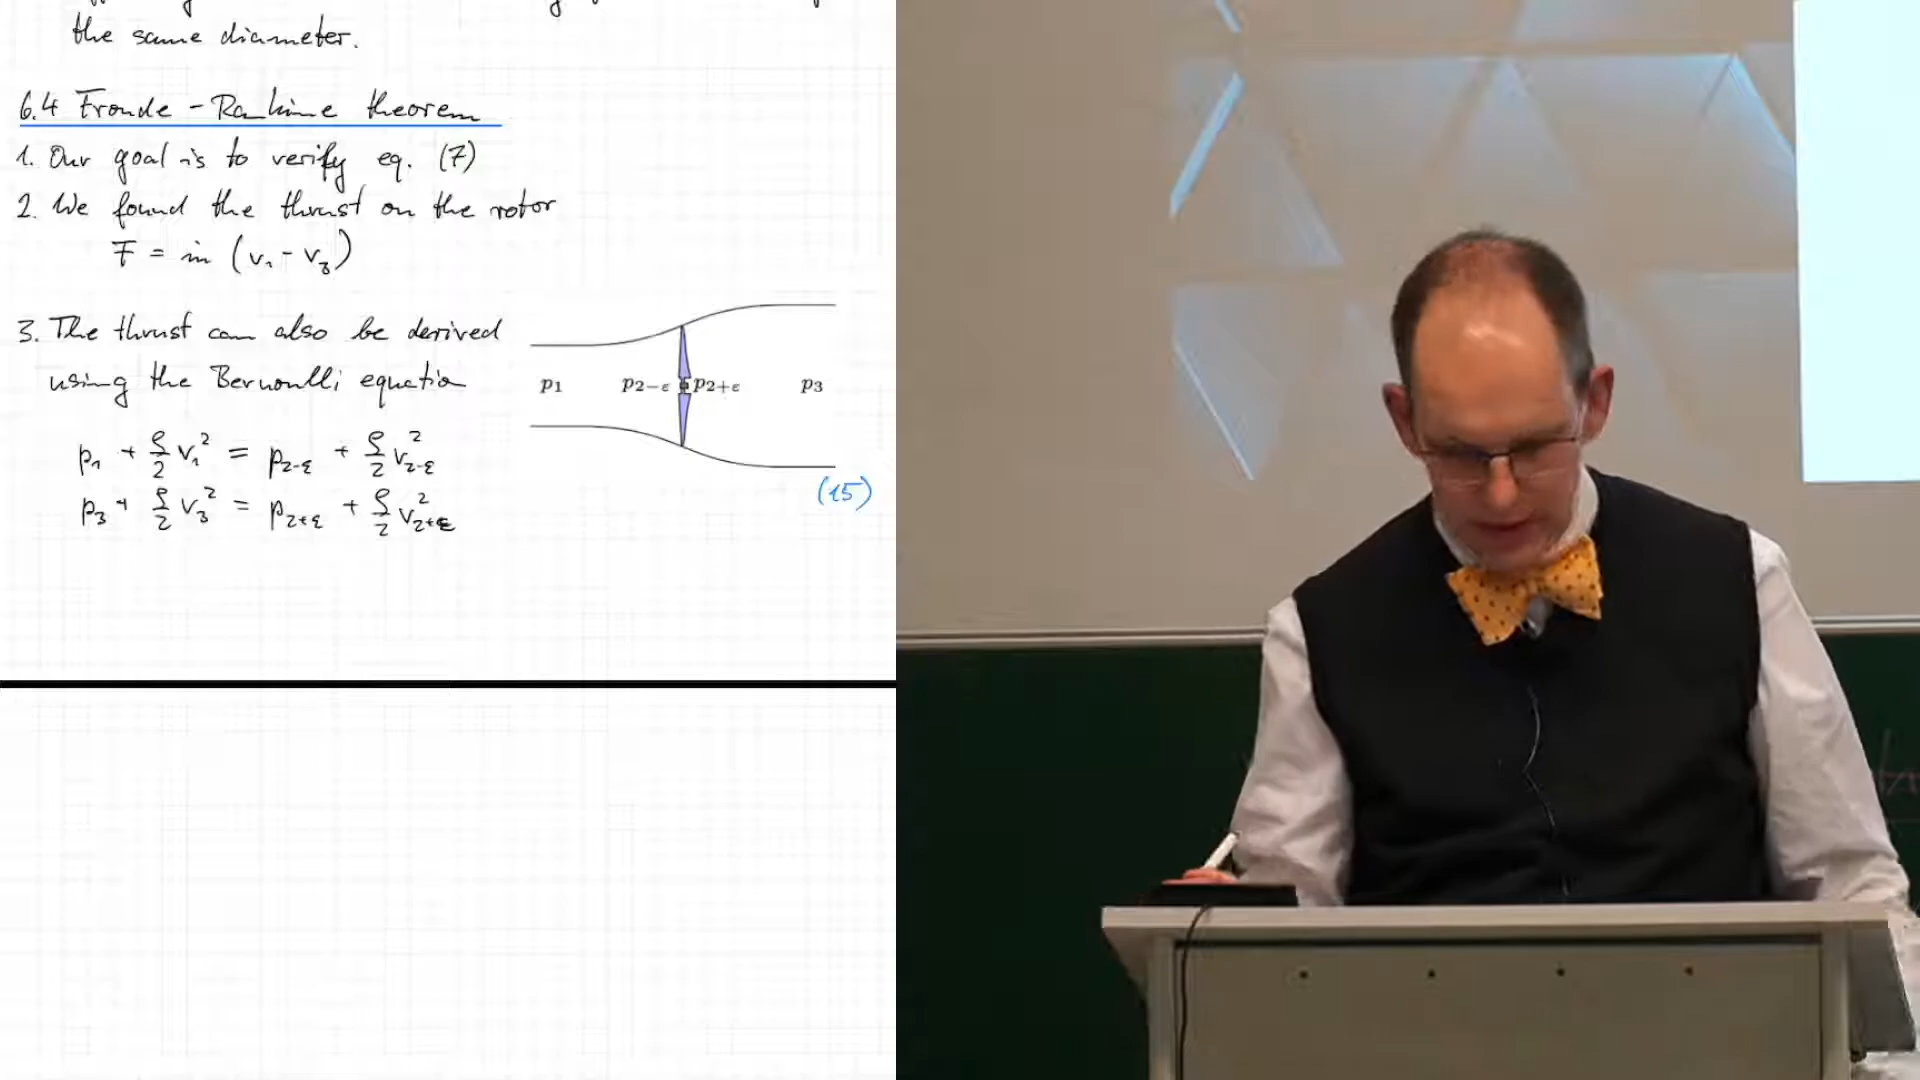 the same diameter.
6.4 Froude - Rankine theorem
1. Our goal is to verify eq. (7)
2. We found the thrust on the rotor
F = ṁ (v₁ - v₃)
3. The thrust can also be derived
using the Bernoulli equation
p₁ p₂₋ε p₂₊ε p₃
p₁ + ρ/2 v₁² = p₂₋ε + ρ/2 v²₂₋ε
(15)
p₃ + ρ/2 v₃² = p₂₊ε + ρ/2 v²₂₊ε